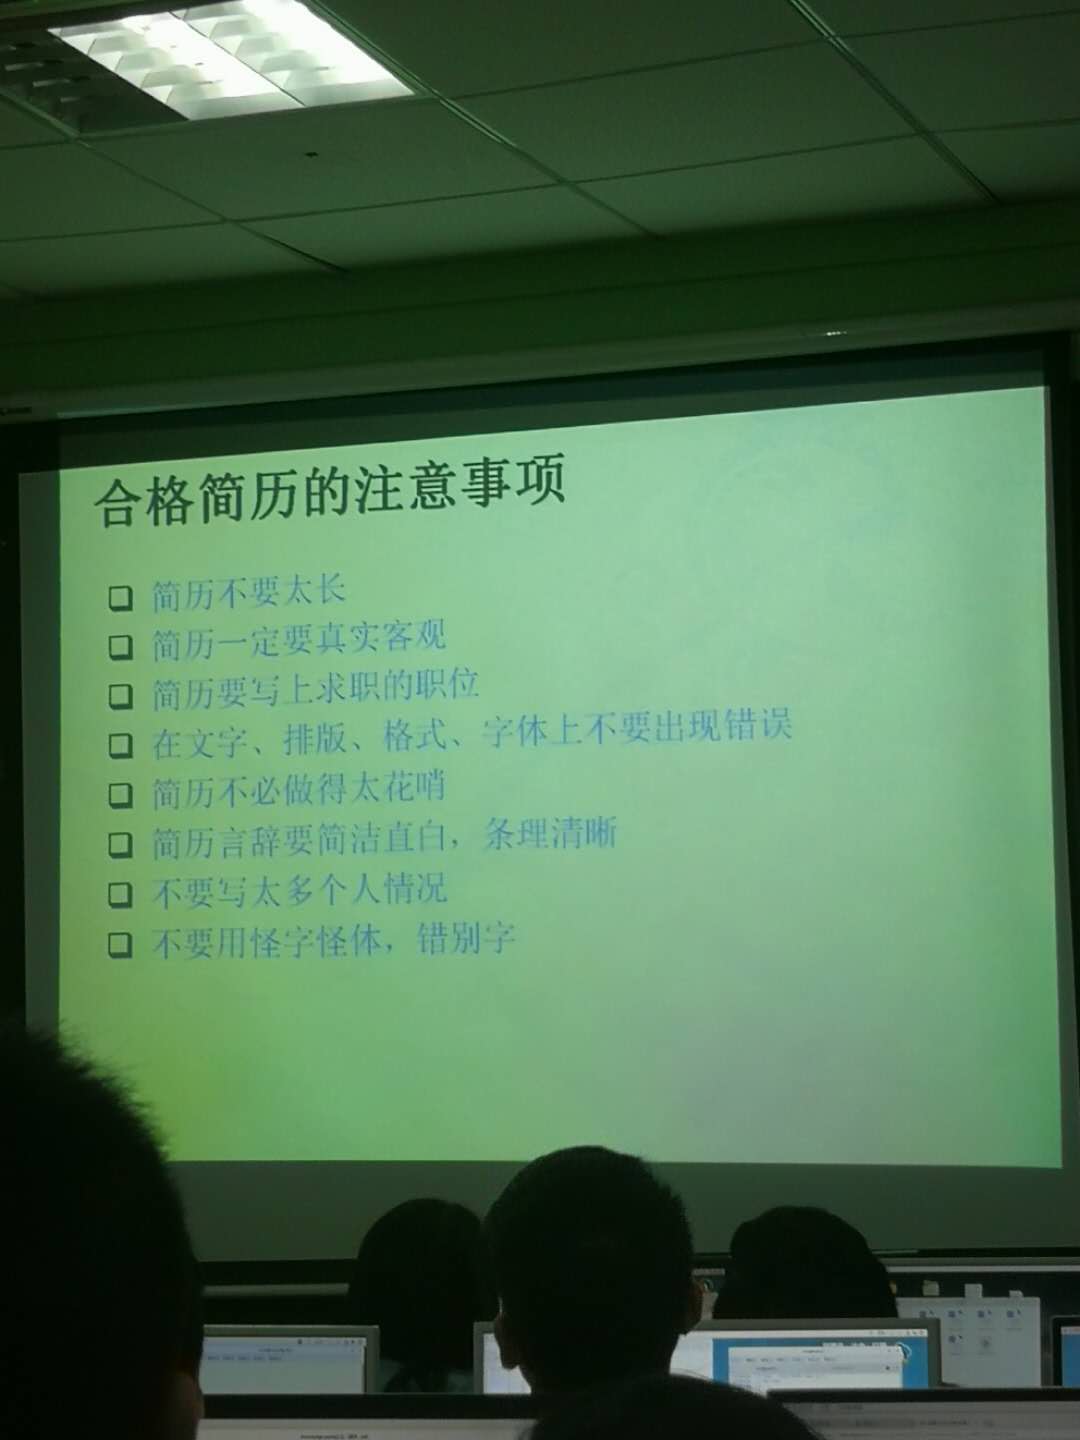 合格简历的注意事项
简历不要太长
简历一定要真实客观
简历要写上求职的职位
在文字、排版、格式、字体上不要出现错误
简历不必做得太花哨
简历言辞要简洁直白，条理清晰
不要写太多个人情况
不要用怪字怪体，错别字